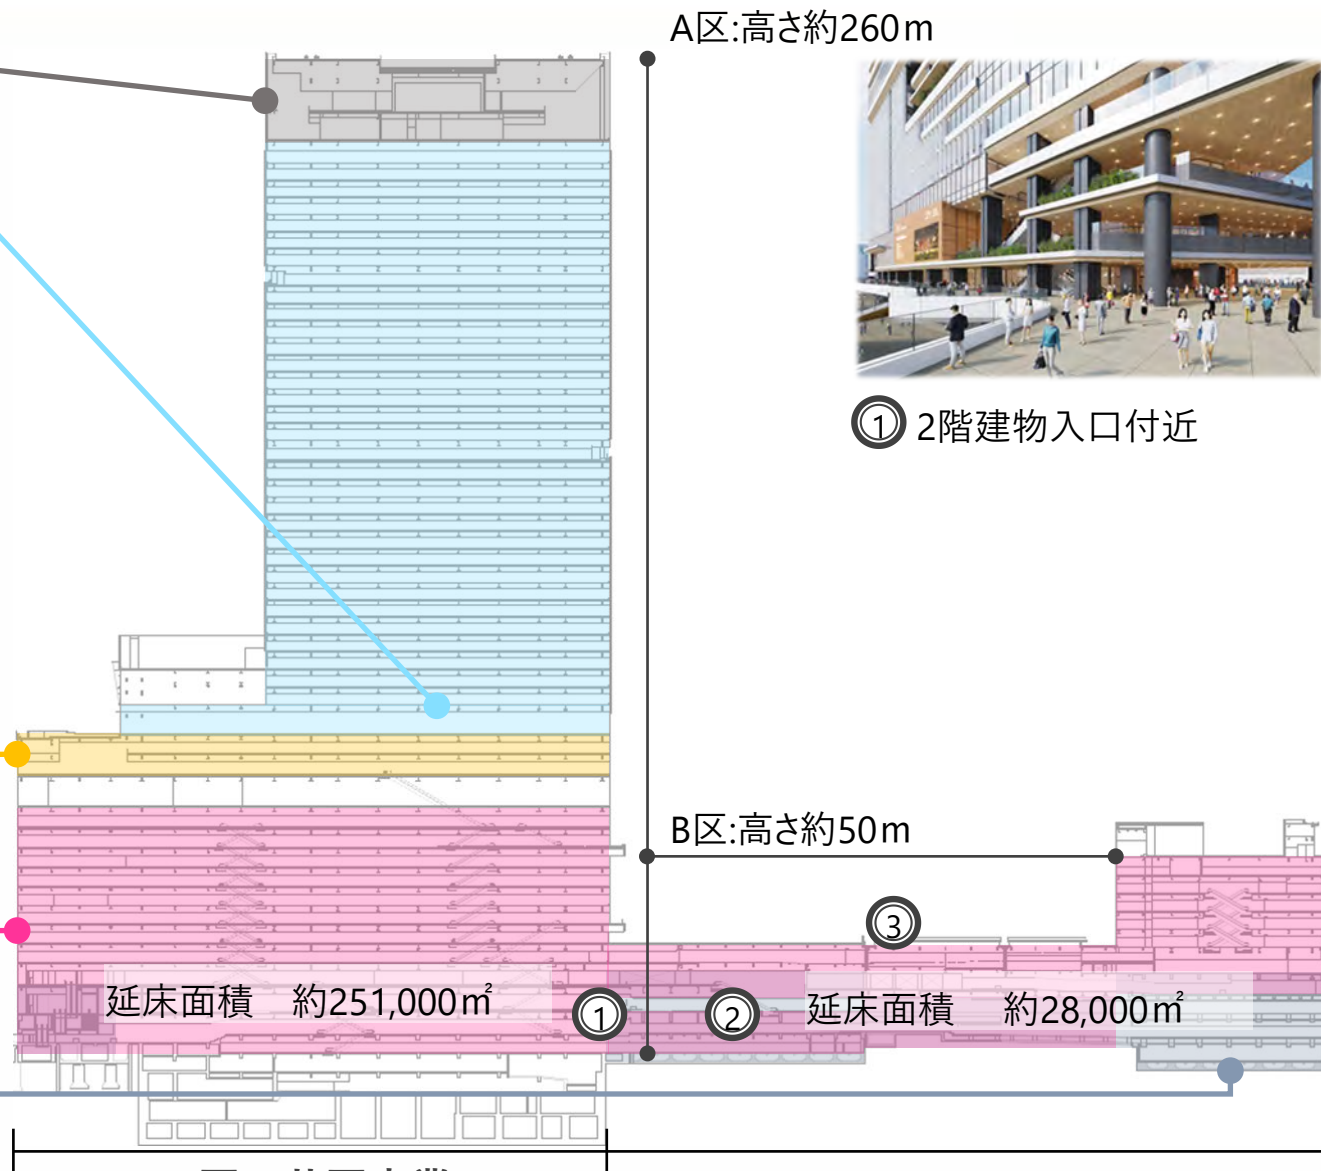 A区:高さ約260m
① 2階建物入口付近
B区:高さ約50m
③
延床面積　約251,000㎡
①
②
延床面積　約28,000㎡